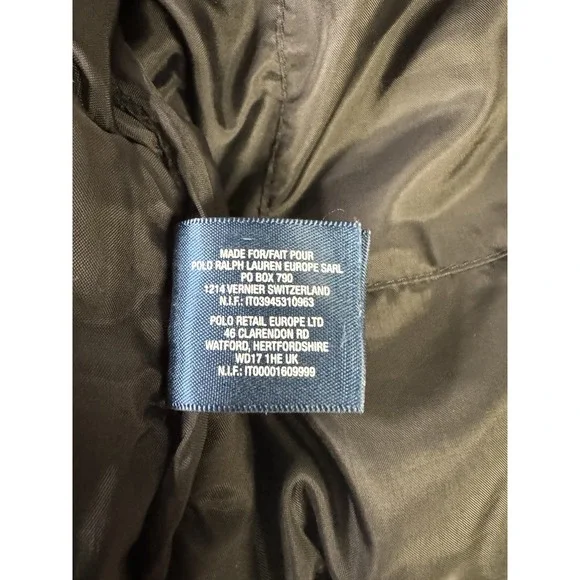 MADE FOR/FAIT POUR
POLO RALPH LAUREN EUROPE SARL
PO BOX 790
1214 VERNIER SWITZERLAND
N.I.F.: IT03945310963
POLO RETAIL EUROPE LTD
46 CLARENDON RD
WATFORD, HERTFORDSHIRE
WD17 1HE UK
N.I.F.: IT00001609999